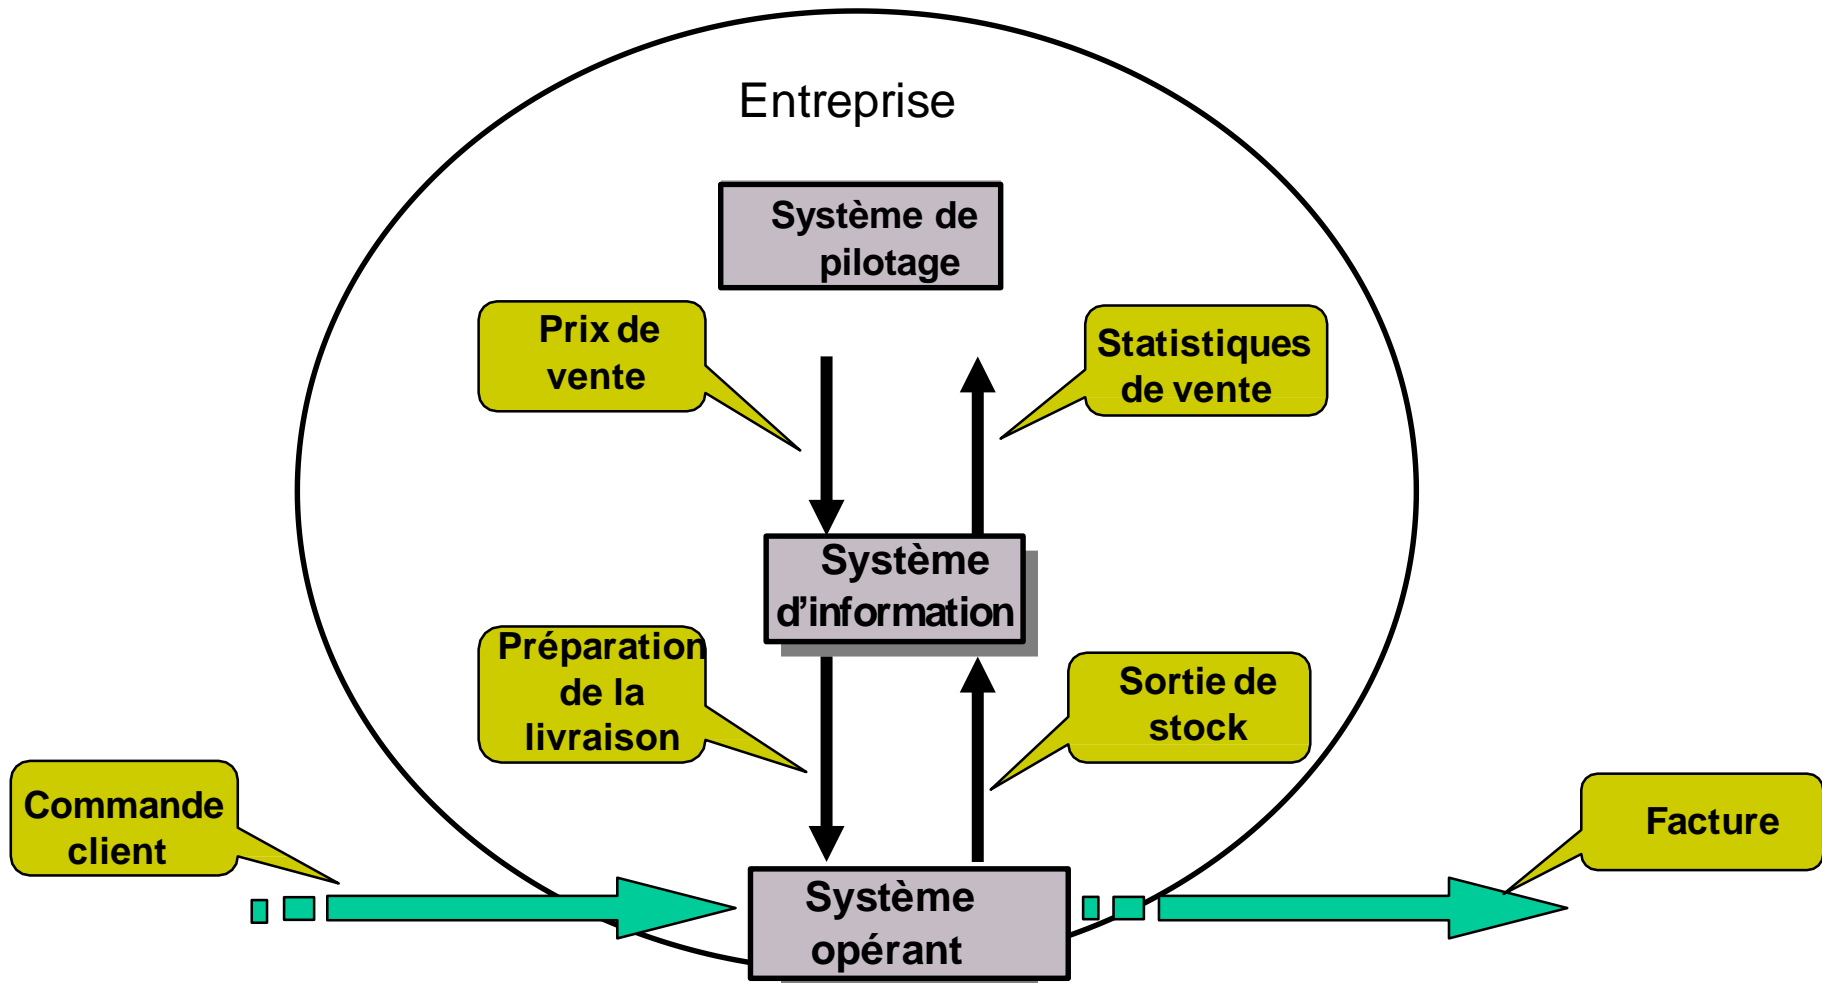 Entreprise
Système de
pilotage
Prix de
vente
Statistiques
de vente
Système
d'information
Préparation
de la
livraison
Sortie de
stock
Commande
client
Facture
Système
opérant